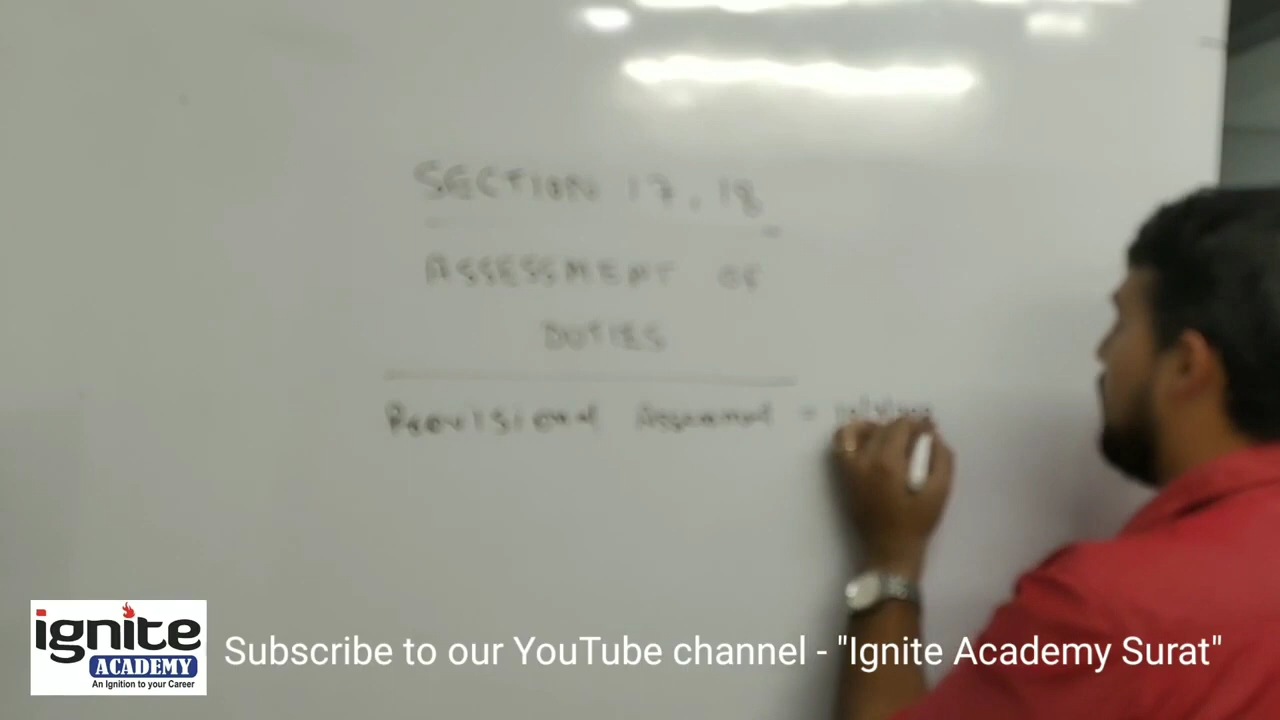 SECTION 17, 18
ASSESSMENT OF
DUTIES
Provisional Assessment =
ignite
ACADEMY
An Ignition to your Career
Subscribe to our YouTube channel - "Ignite Academy Surat"